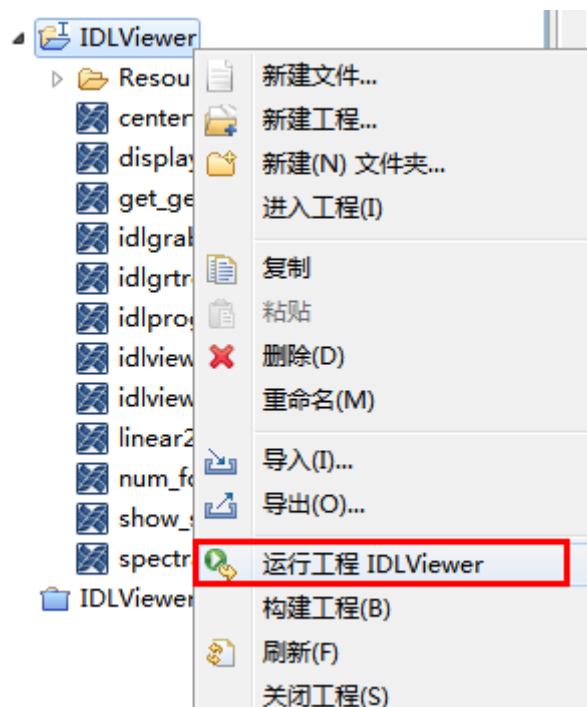 IDLViewer
Resou
center
display
get_ge
idlgrab
idlgrtr
idlprog
idlview
idlview
linear2
num_fo
show_s
spectr
IDLViewer
新建文件...
新建工程...
新建(N) 文件夹...
进入工程(I)
复制
粘贴
删除(D)
重命名(M)
导入(I)...
导出(O)...
运行工程 IDLViewer
构建工程(B)
刷新(F)
关闭工程(S)